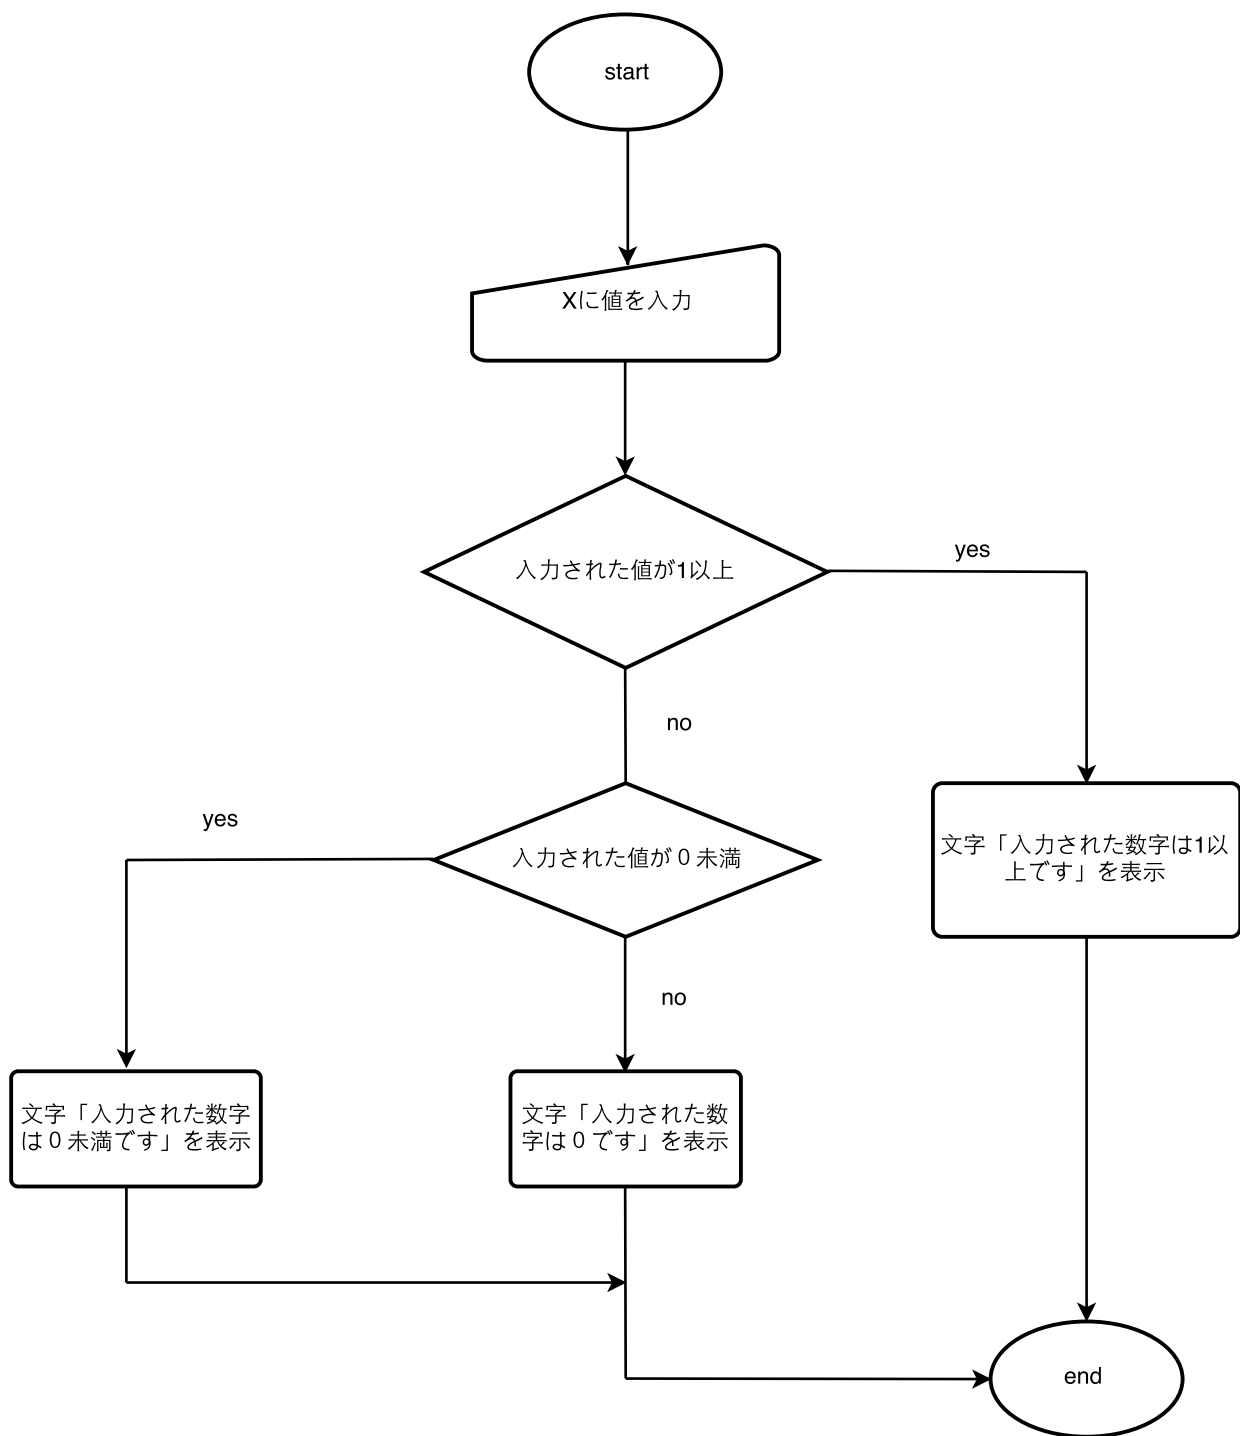 start
Xに値を入力
入力された値が1以上
yes
no
yes
入力された値が０未満
文字「入力された数字は1以
上です」を表示
no
文字「入力された数字
は０未満です」を表示
文字「入力された数
字は０です」を表示
end